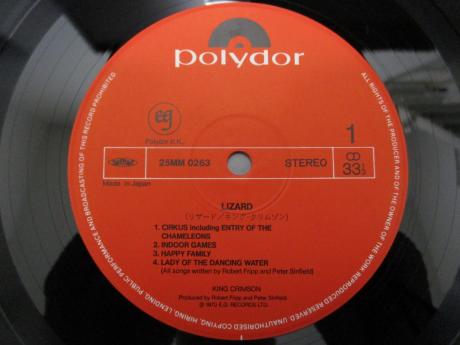 polydor
eg
Polydor K.K.
1
25MM 0263
STEREO
33⅓
Made in Japan
LIZARD
(リザード/キング・クリムゾン)
1. CIRKUS including ENTRY OF THE
CHAMELEONS
2. INDOOR GAMES
3. HAPPY FAMILY
4. LADY OF THE DANCING WATER
(All songs written by Robert Fripp and Peter Sinfield)
KING CRIMSON
Produced by Robert Fripp and Peter Sinfield
℗ 1970 E.G. RECORDS LTD.
ALL RIGHTS OF THE PRODUCER AND OF THE OWNER OF THE WORK REPRODUCED RESERVED. UNAUTHORISED COPYING, HIRING, LENDING, PUBLIC PERFORMANCE AND BROADCASTING OF THIS RECORD PROHIBITED